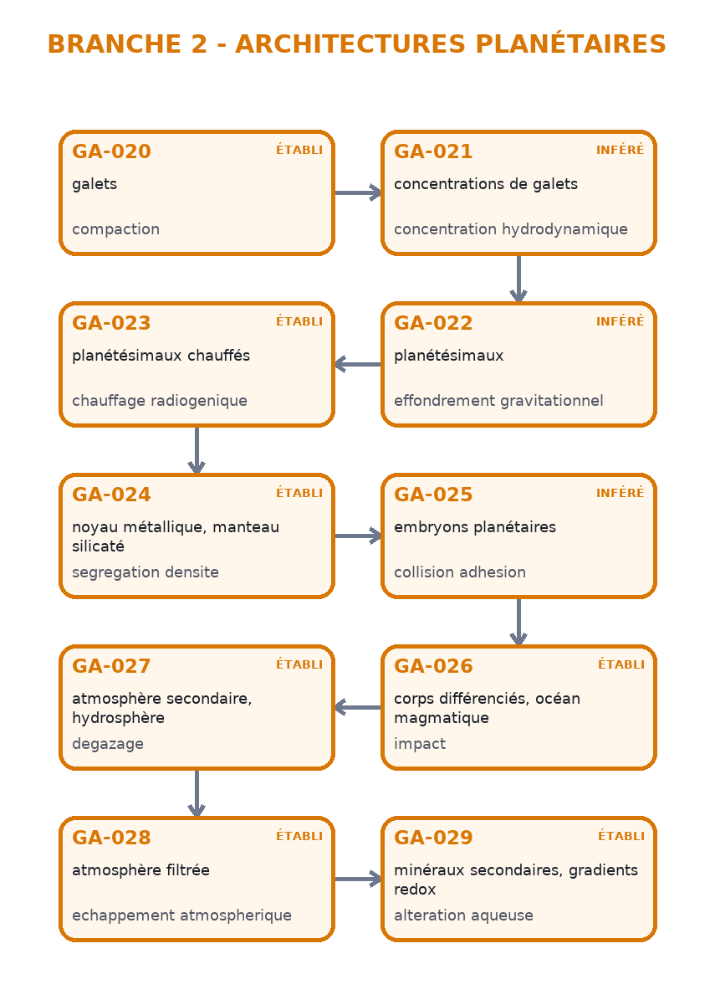 BRANCHE 2 - ARCHITECTURES PLANÉTAIRES
GA-020
ÉTABLI
galets
compaction
GA-021
INFÉRÉ
concentrations de galets
concentration hydrodynamique
GA-023
ÉTABLI
planétésimaux chauffés
chauffage radiogenique
GA-022
INFÉRÉ
planétésimaux
effondrement gravitationnel
GA-024
ÉTABLI
noyau métallique, manteau
silicaté
segregation densite
GA-025
INFÉRÉ
embryons planétaires
collision adhesion
GA-027
ÉTABLI
atmosphère secondaire,
hydrosphère
degazage
GA-026
ÉTABLI
corps différenciés, océan
magmatique
impact
GA-028
ÉTABLI
atmosphère filtrée
echappement atmospherique
GA-029
ÉTABLI
minéraux secondaires, gradients
redox
alteration aqueuse